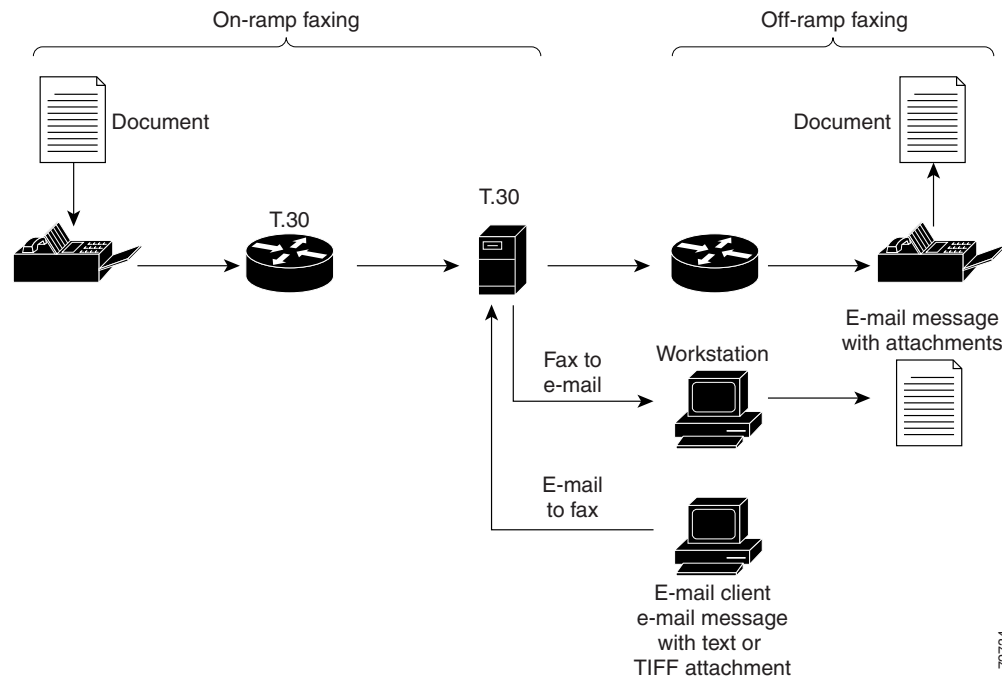 On-ramp faxing
Off-ramp faxing
Document
Document
T.30
T.30
E-mail message
with attachments
Fax to
e-mail
Workstation
E-mail
to fax
E-mail client
e-mail message
with text or
TIFF attachment